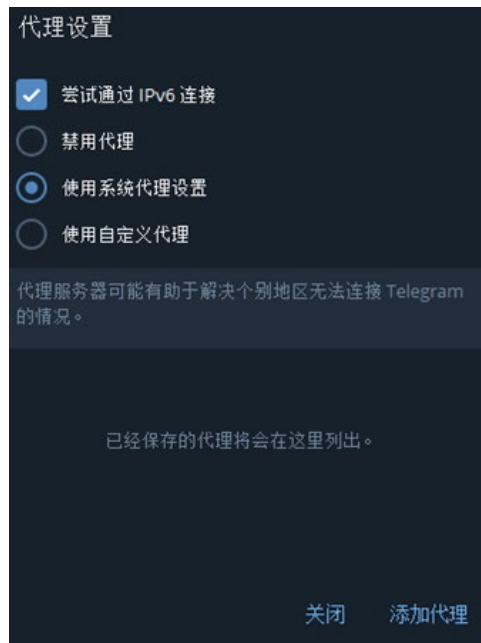 代理设置
尝试通过 IPv6 连接
禁用代理
使用系统代理设置
使用自定义代理
代理服务器可能有助于解决个别地区无法连接 Telegram
的情况。
已经保存的代理将会在这里列出。
关闭 添加代理